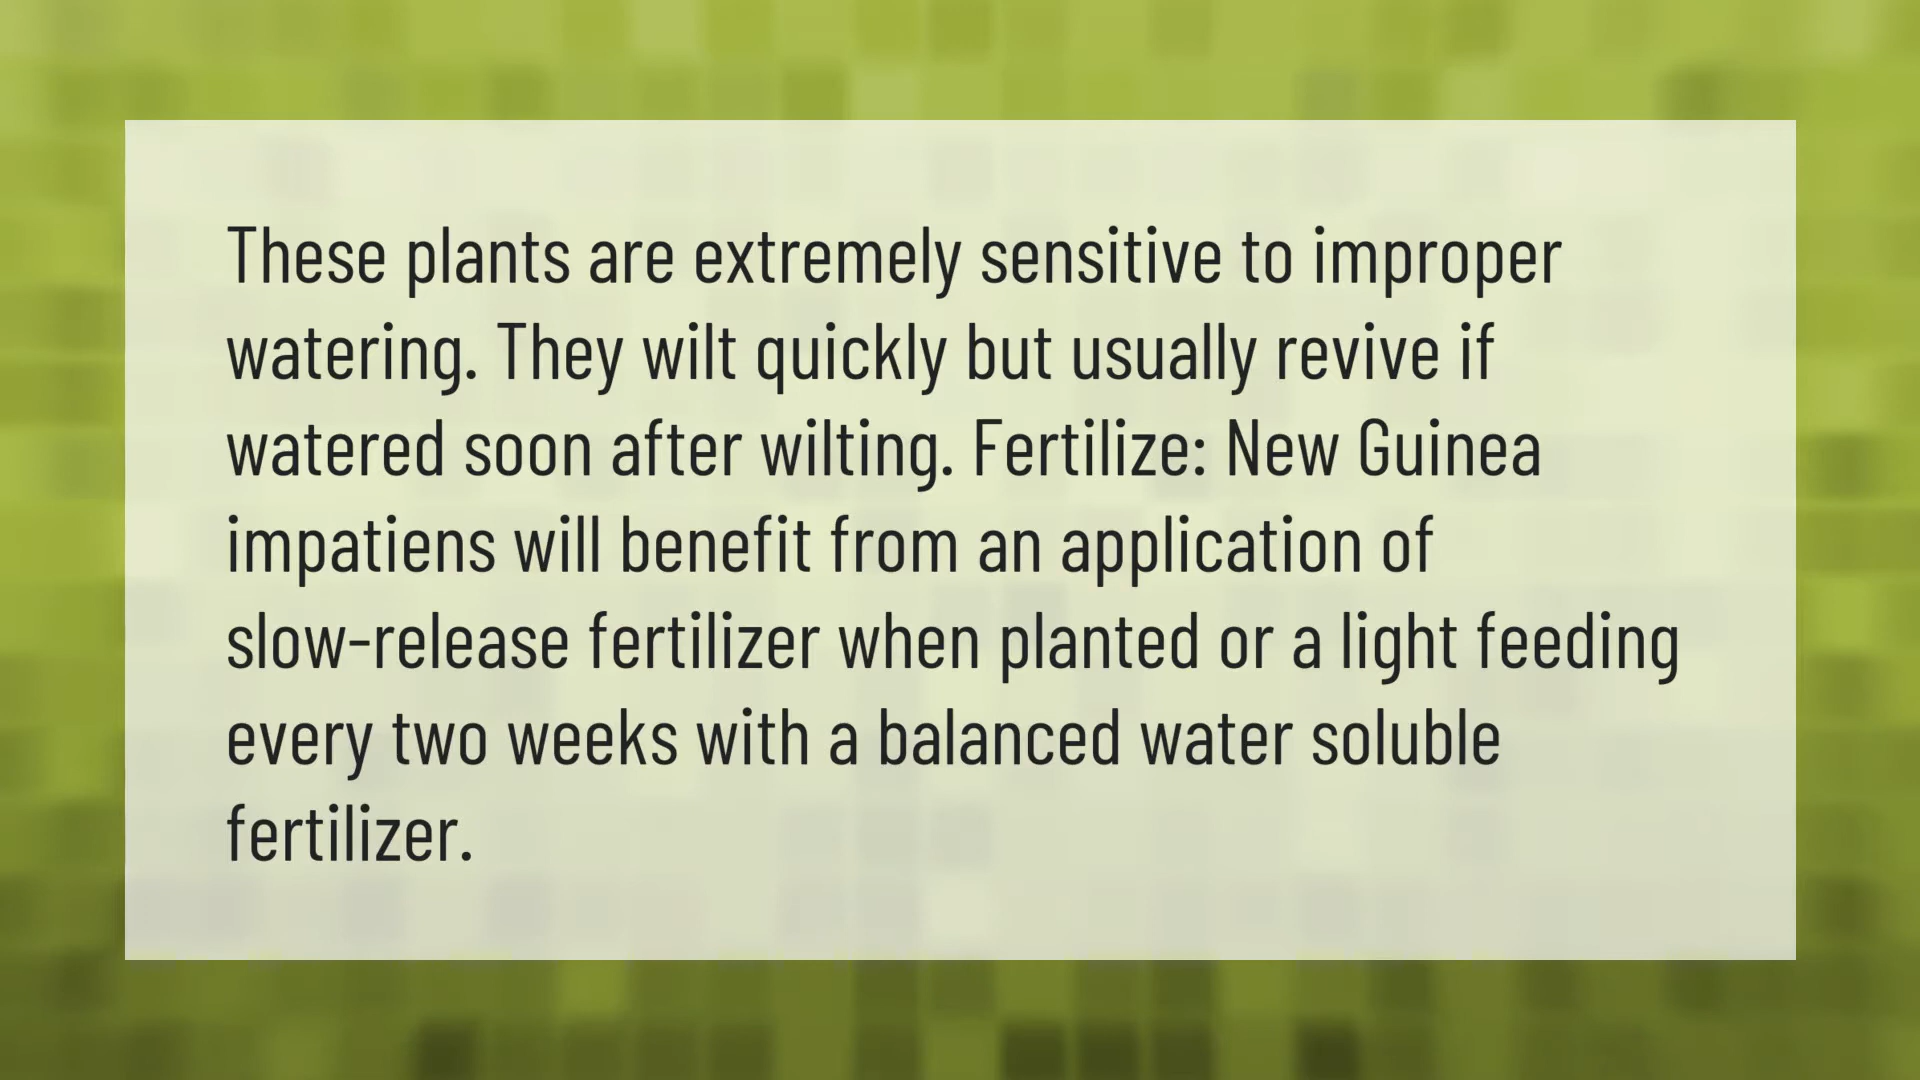 These plants are extremely sensitive to improper
watering. They wilt quickly but usually revive if
watered soon after wilting. Fertilize: New Guinea
impatiens will benefit from an application of
slow-release fertilizer when planted or a light feeding
every two weeks with a balanced water soluble
fertilizer.